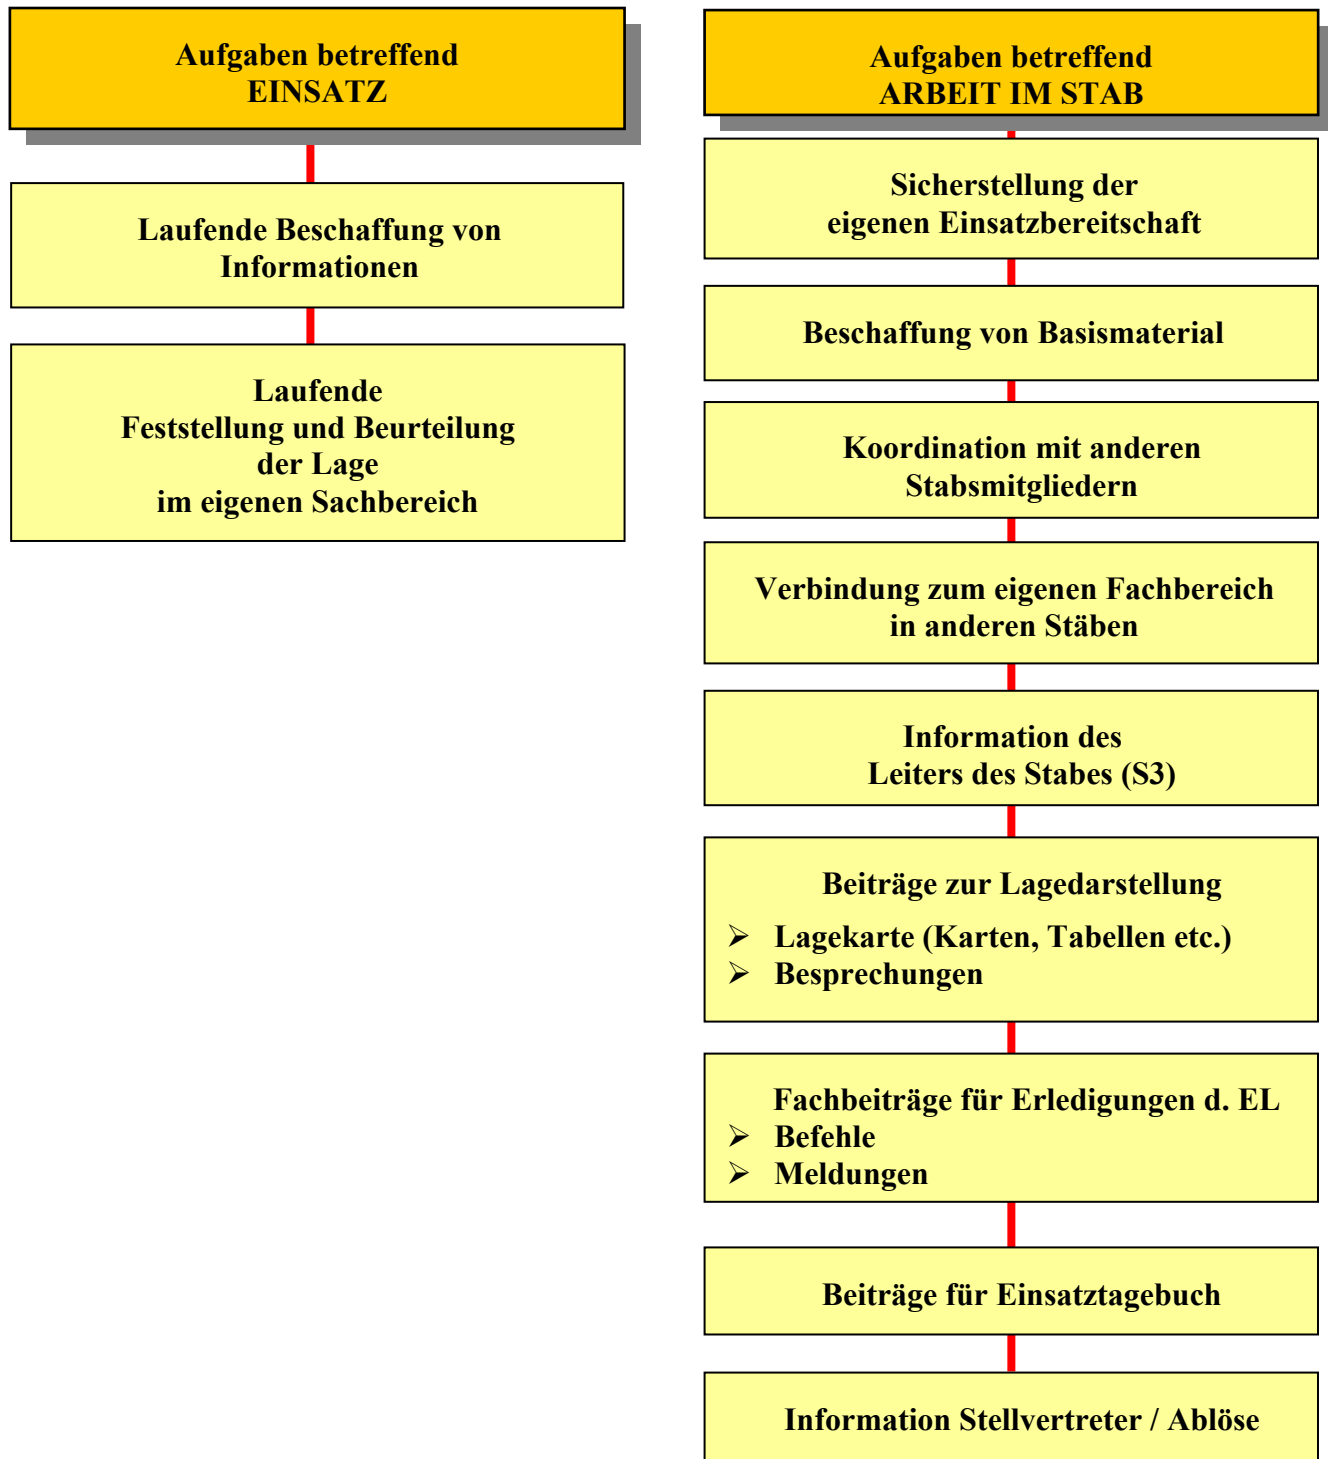 Aufgaben betreffend
EINSATZ
Laufende Beschaffung von
Informationen
Laufende
Feststellung und Beurteilung
der Lage
im eigenen Sachbereich
Aufgaben betreffend
ARBEIT IM STAB
Sicherstellung der
eigenen Einsatzbereitschaft
Beschaffung von Basismaterial
Koordination mit anderen
Stabsmitgliedern
Verbindung zum eigenen Fachbereich
in anderen Stäben
Information des
Leiters des Stabes (S3)
Beiträge zur Lagedarstellung
➢ Lagekarte (Karten, Tabellen etc.)
➢ Besprechungen
Fachbeiträge für Erledigungen d. EL
➢ Befehle
➢ Meldungen
Beiträge für Einsatztagebuch
Information Stellvertreter / Ablöse